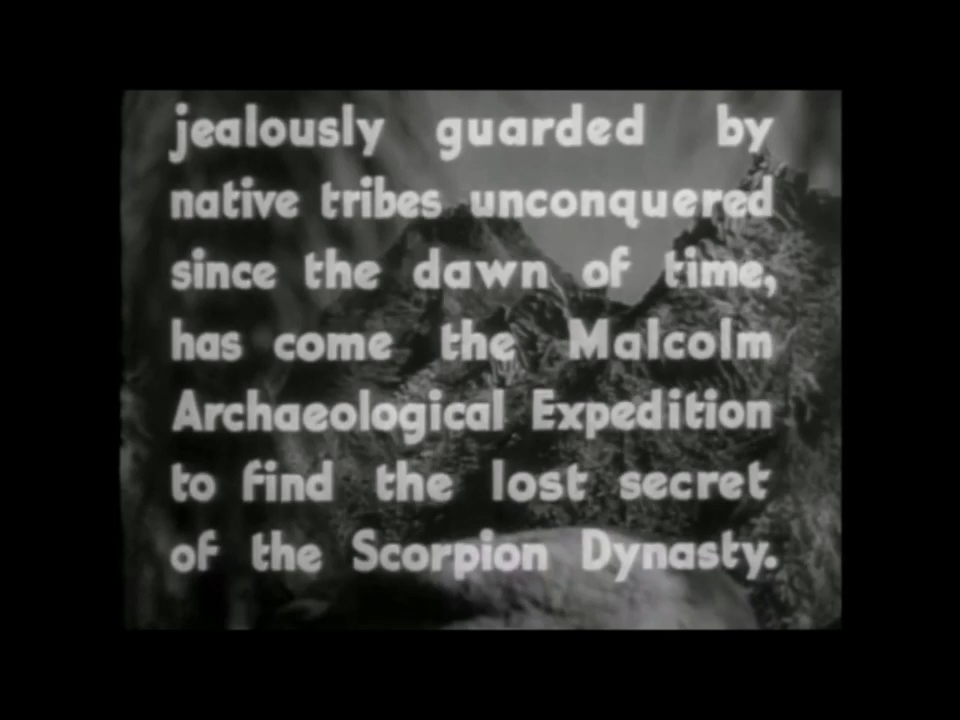 jealously guarded by
native tribes unconquered
since the dawn of time,
has come the Malcolm
Archaeological Expedition
to find the lost secret
of the Scorpion Dynasty.